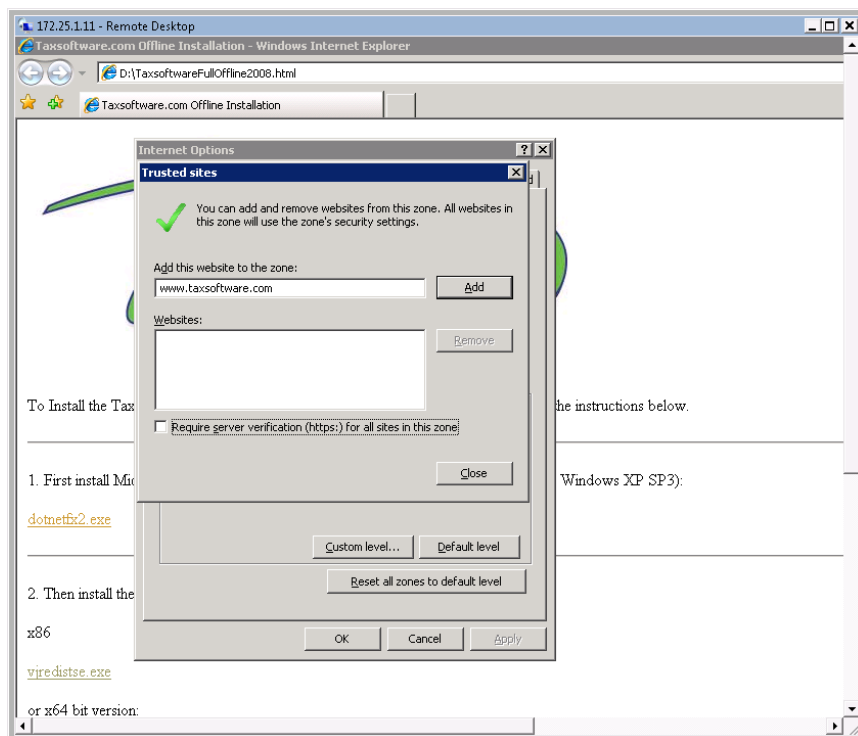 172.25.1.11 - Remote Desktop
Taxsoftware.com Offline Installation - Windows Internet Explorer
D:\TaxsoftwareFullOffline2008.html
Taxsoftware.com Offline Installation
Internet Options
Trusted sites
You can add and remove websites from this zone. All websites in
this zone will use the zone's security settings.
Add this website to the zone:
www.taxsoftware.com
Add
Websites:
Remove
To Install the Tax
he instructions below.
Require server verification (https:) for all sites in this zone
Close
1. First install Mic
Windows XP SP3):
dotnetfx2.exe
Custom level...
Default level
Reset all zones to default level
2. Then install the
x86
OK
Cancel
Apply
vjredistse.exe
or x64 bit version: